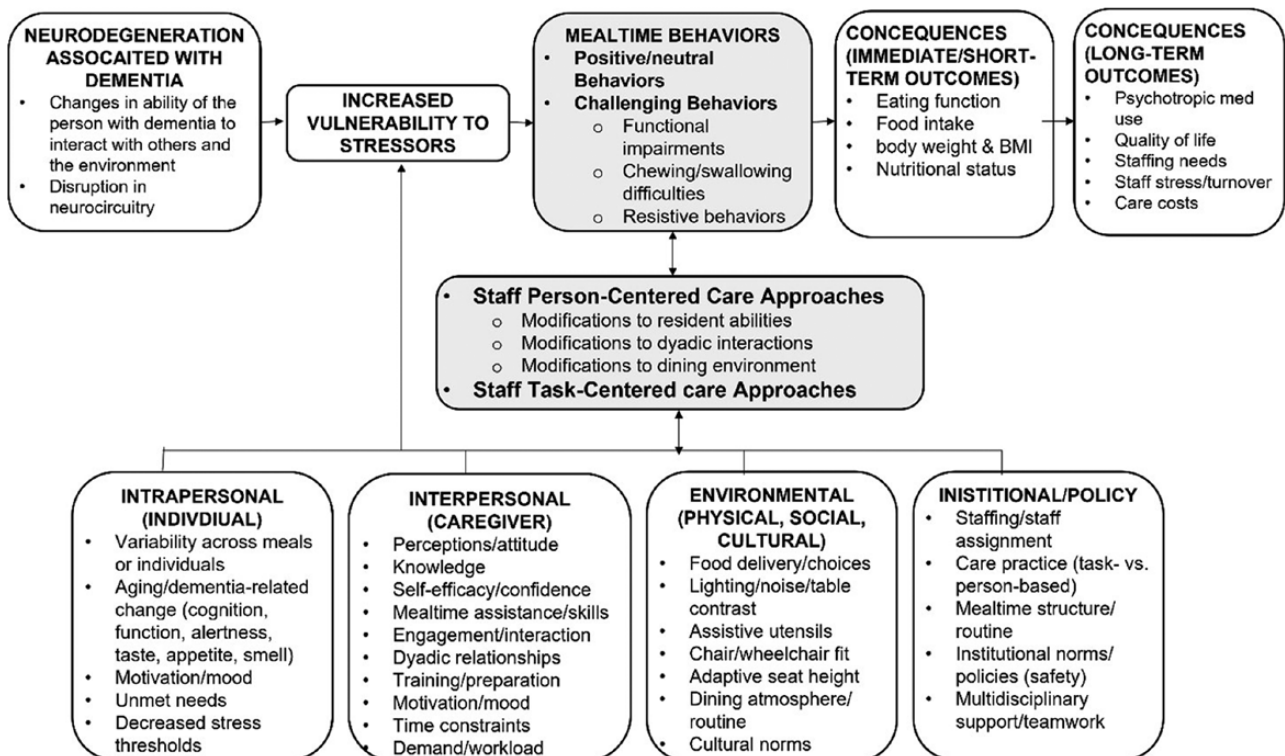 NEURODEGENERATION
ASSOCAITED WITH
DEMENTIA
• Changes in ability of the
person with dementia to
interact with others and
the environment
• Disruption in
neurocircuitry
INCREASED
VULNERABILITY TO
STRESSORS
MEALTIME BEHAVIORS
• Positive/neutral
Behaviors
• Challenging Behaviors
o Functional
impairments
o Chewing/swallowing
difficulties
o Resistive behaviors
CONCEQUENCES
(IMMEDIATE/SHORT-
TERM OUTCOMES)
• Eating function
• Food intake
• body weight & BMI
• Nutritional status
CONCEQUENCES
(LONG-TERM
OUTCOMES)
• Psychotropic med
use
• Quality of life
• Staffing needs
• Staff stress/turnover
• Care costs
• Staff Person-Centered Care Approaches
o Modifications to resident abilities
o Modifications to dyadic interactions
o Modifications to dining environment
• Staff Task-Centered care Approaches
INTRAPERSONAL
(INDIVDIUAL)
• Variability across meals
or individuals
• Aging/dementia-related
change (cognition,
function, alertness,
taste, appetite, smell)
• Motivation/mood
• Unmet needs
• Decreased stress
thresholds
INTERPERSONAL
(CAREGIVER)
• Perceptions/attitude
• Knowledge
• Self-efficacy/confidence
• Mealtime assistance/skills
• Engagement/interaction
• Dyadic relationships
• Training/preparation
• Motivation/mood
• Time constraints
• Demand/workload
ENVIRONMENTAL
(PHYSICAL, SOCIAL,
CULTURAL)
• Food delivery/choices
• Lighting/noise/table
contrast
• Assistive utensils
• Chair/wheelchair fit
• Adaptive seat height
• Dining atmosphere/
routine
• Cultural norms
INISTITIONAL/POLICY
• Staffing/staff
assignment
• Care practice (task- vs.
person-based)
• Mealtime structure/
routine
• Institutional norms/
policies (safety)
• Multidisciplinary
support/teamwork